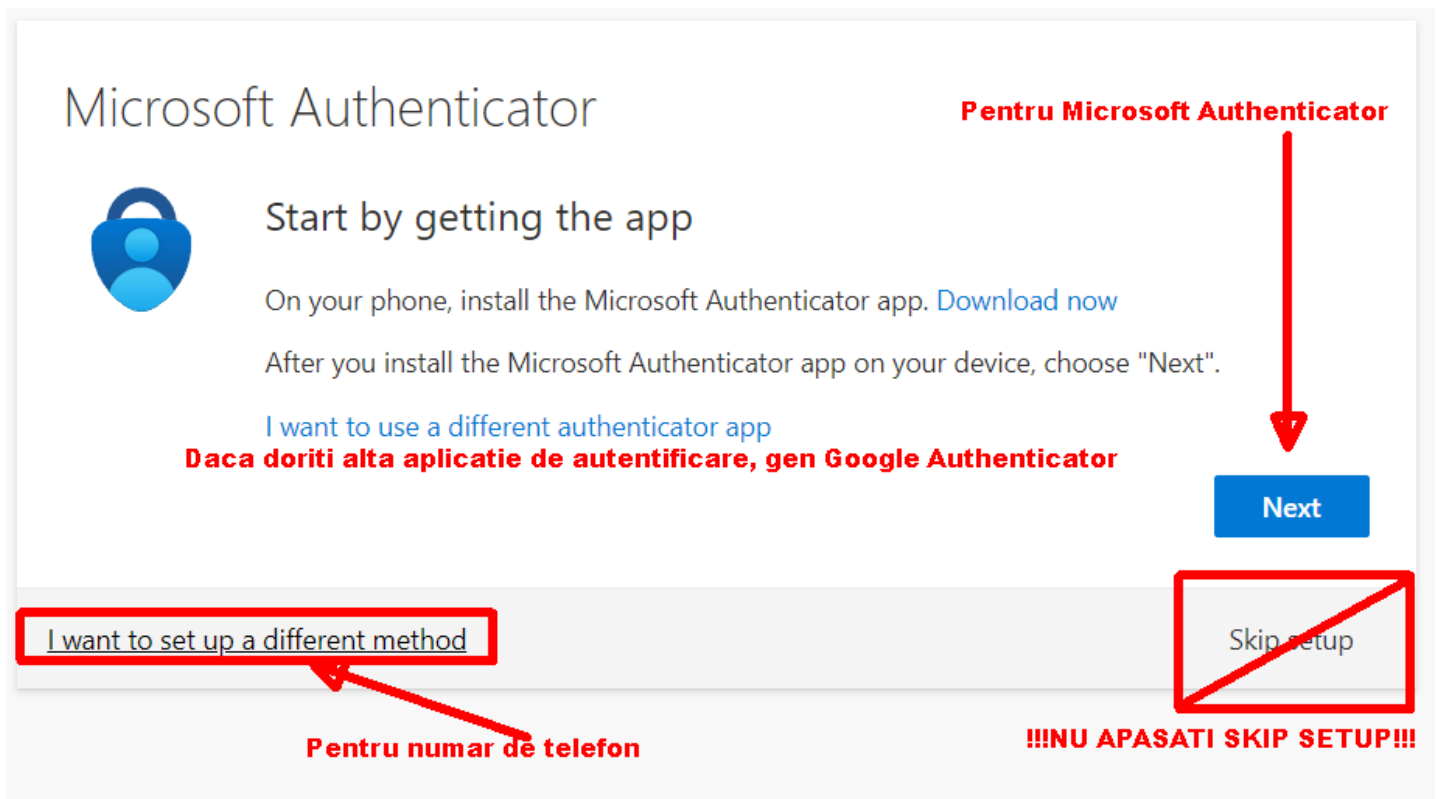 Microsoft Authenticator
Pentru Microsoft Authenticator
Start by getting the app
On your phone, install the Microsoft Authenticator app. Download now
After you install the Microsoft Authenticator app on your device, choose "Next".
I want to use a different authenticator app
Daca doriti alta aplicatie de autentificare, gen Google Authenticator
Next
I want to set up a different method
Skip setup
Pentru numar de telefon
!!!NU APASATI SKIP SETUP!!!